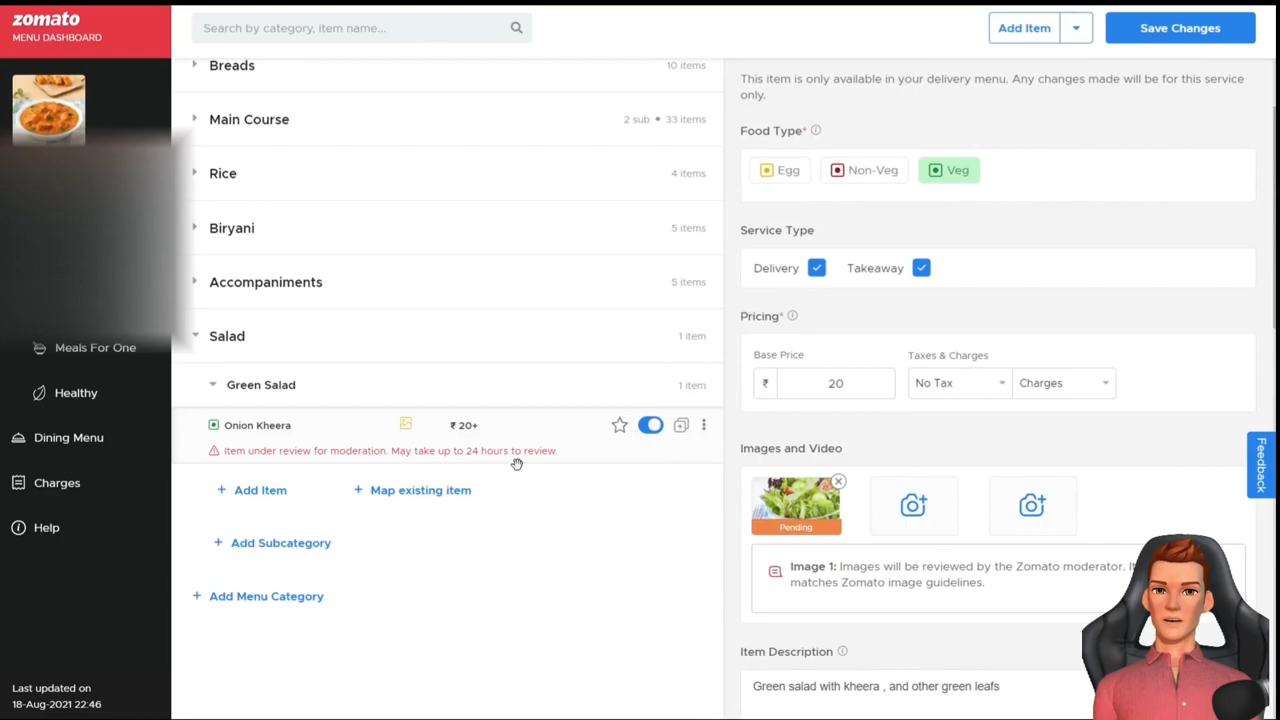 zomato
MENU DASHBOARD
Search by category, item name...
Add Item
Save Changes
Breads
10 items
Main Course
2 sub • 33 items
Rice
4 items
Biryani
5 items
Accompaniments
5 items
Salad
1 item
Green Salad
1 item
Onion Kheera
₹ 20+
Item under review for moderation. May take up to 24 hours to review.
+ Add Item
+ Map existing item
+ Add Subcategory
+ Add Menu Category
Meals For One
Healthy
Dining Menu
Charges
Help
Last updated on
18-Aug-2021 22:46
This item is only available in your delivery menu. Any changes made will be for this service
only.
Food Type*
Egg
Non-Veg
Veg
Service Type
Delivery
Takeaway
Pricing*
Base Price
Taxes & Charges
₹
20
No Tax
Charges
Images and Video
Pending
Image 1: Images will be reviewed by the Zomato moderator.
matches Zomato image guidelines.
Item Description
Green salad with kheera , and other green leafs
Feedback